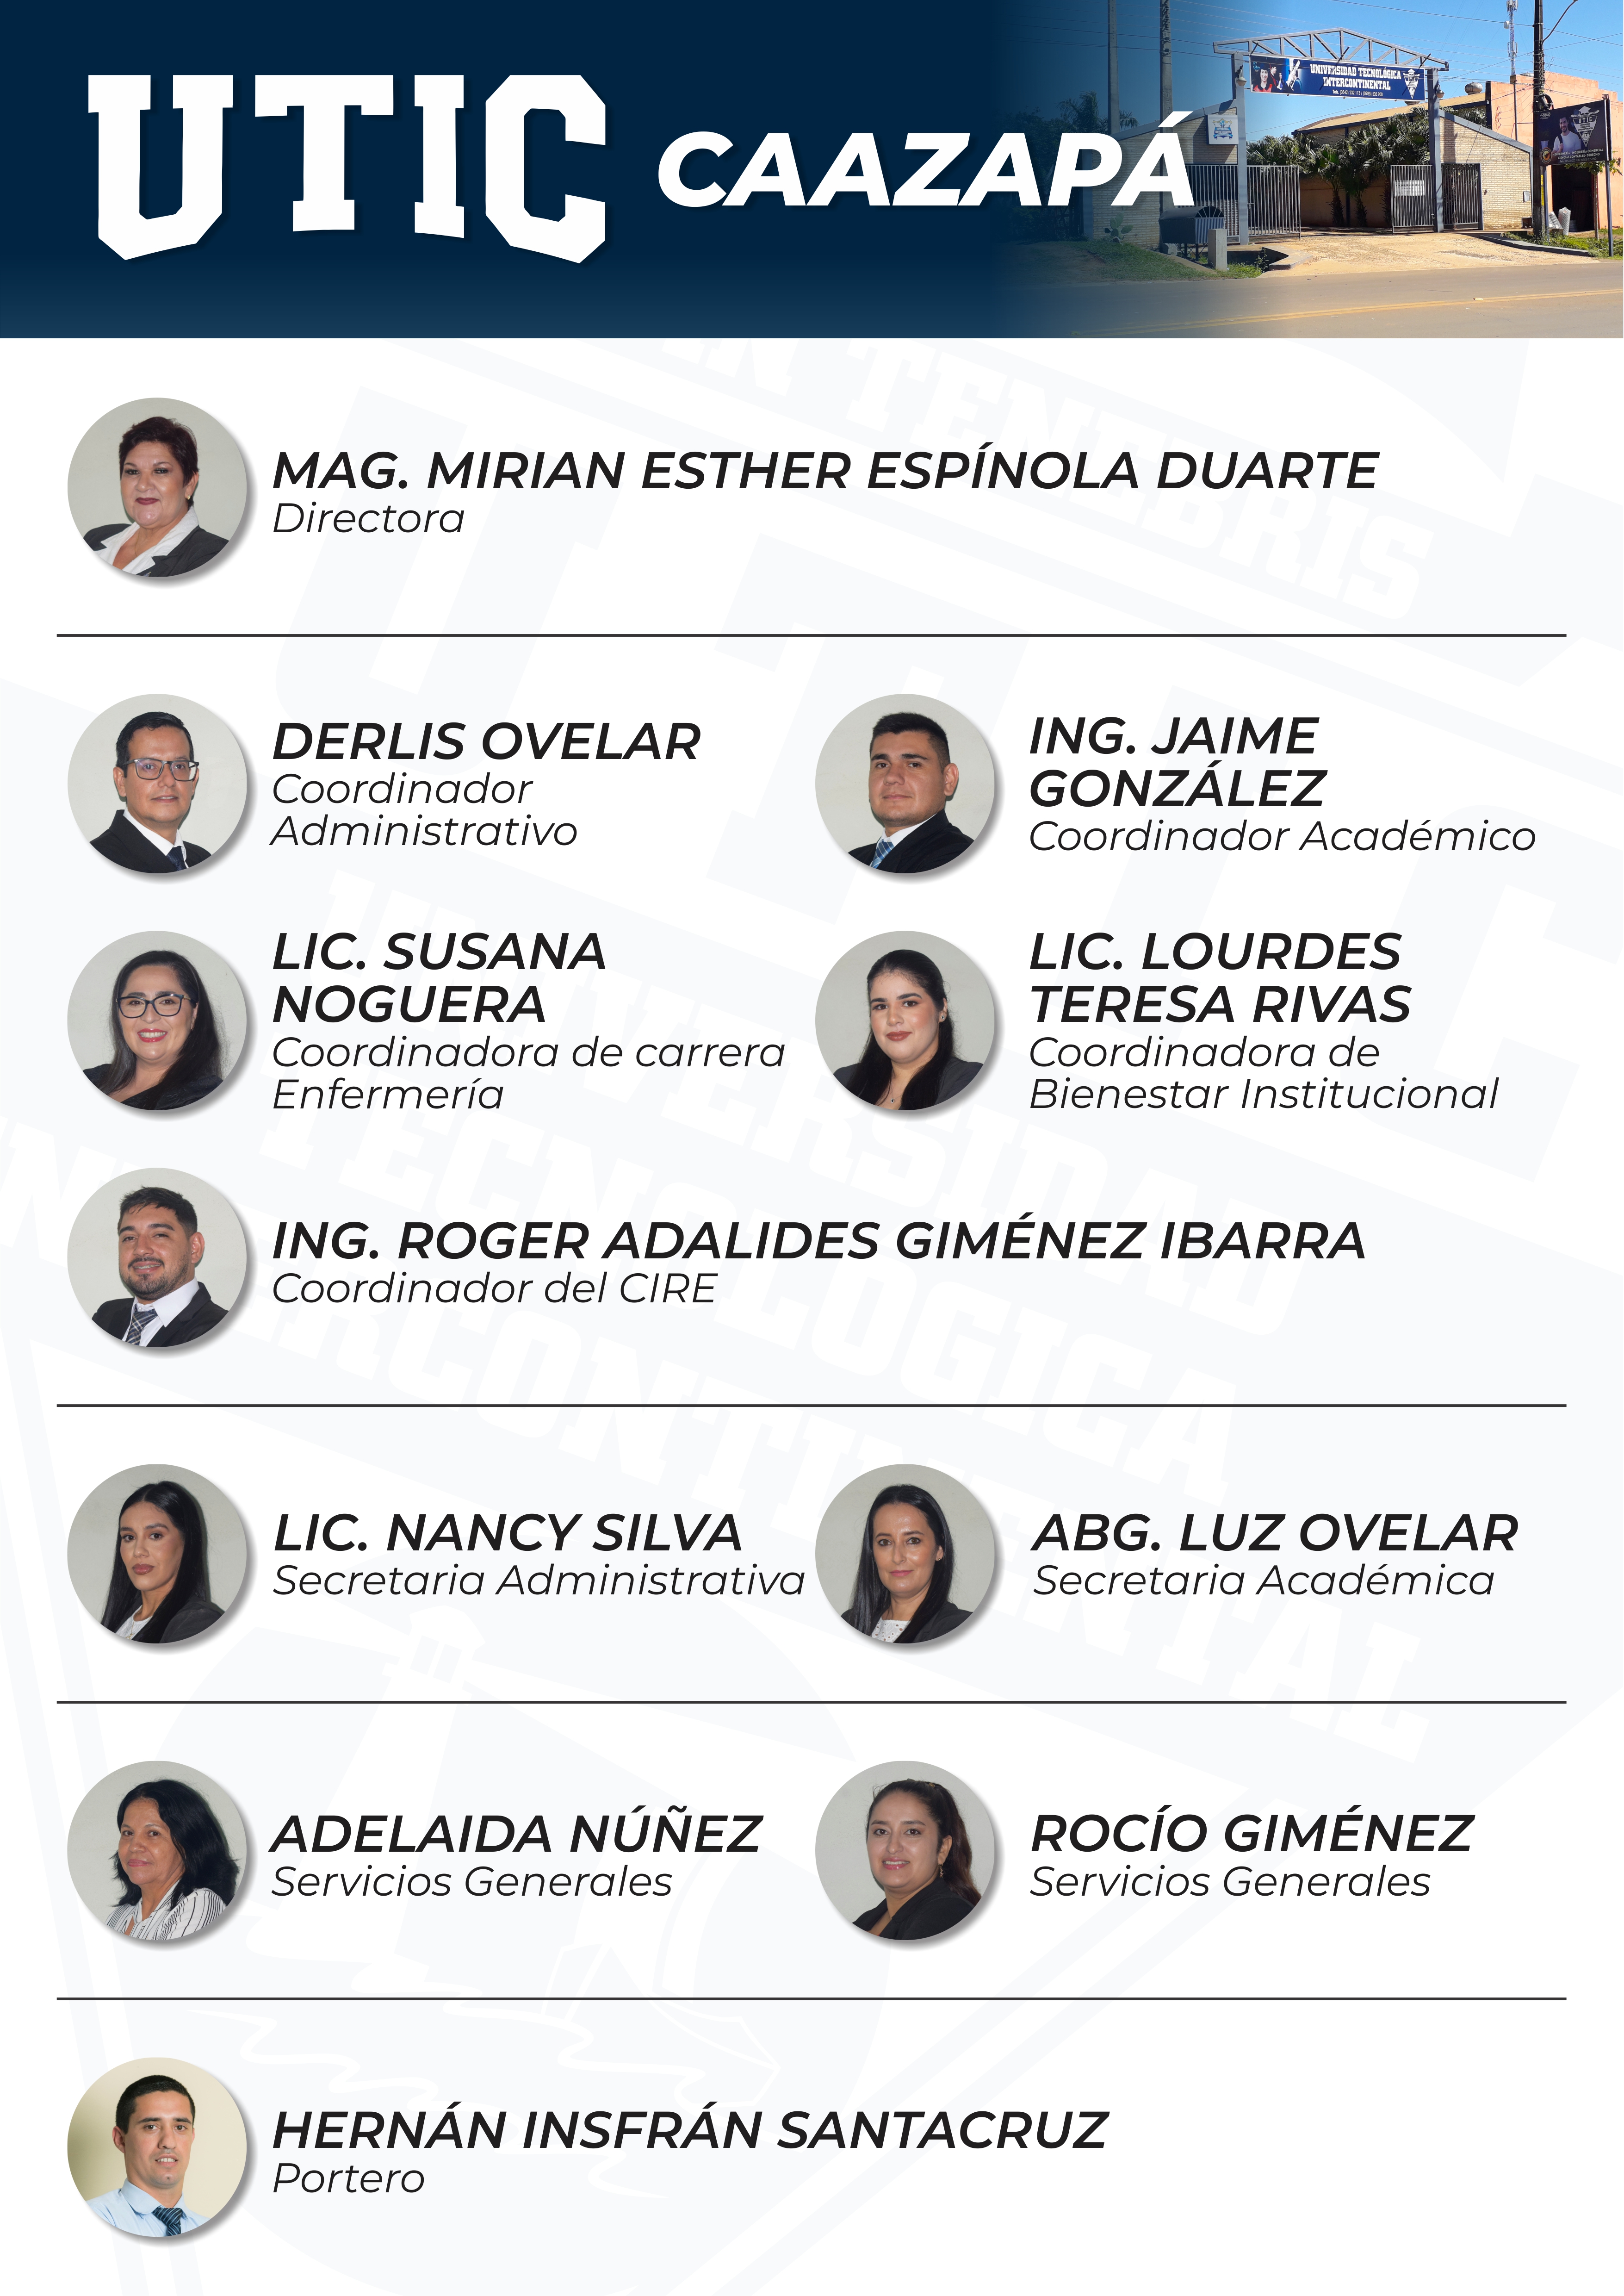 UTIC CAAZAPÁ
UNIVERSIDAD TECNOLÓGICA
INTERCONTINENTAL
MAG. MIRIAN ESTHER ESPÍNOLA DUARTE
Directora
DERLIS OVELAR
Coordinador
Administrativo
ING. JAIME
GONZÁLEZ
Coordinador Académico
LIC. SUSANA
NOGUERA
Coordinadora de carrera
Enfermería
LIC. LOURDES
TERESA RIVAS
Coordinadora de
Bienestar Institucional
ING. ROGER ADALIDES GIMÉNEZ IBARRA
Coordinador del CIRE
LIC. NANCY SILVA
Secretaria Administrativa
ABG. LUZ OVELAR
Secretaria Académica
ADELAIDA NÚÑEZ
Servicios Generales
ROCÍO GIMÉNEZ
Servicios Generales
HERNÁN INSFRÁN SANTACRUZ
Portero